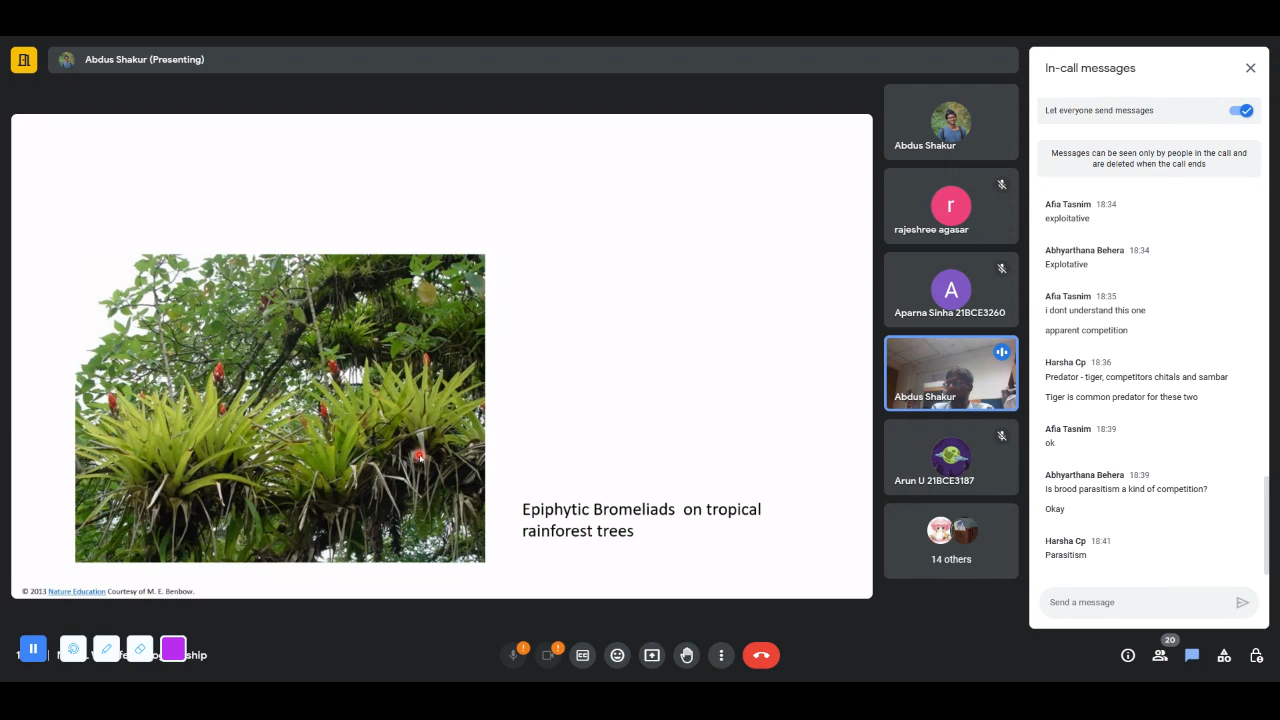 Abdus Shakur (Presenting)
Epiphytic Bromeliads on tropical
rainforest trees
© 2013 Nature Education Courtesy of M. E. Benbow.
Abdus Shakur
r
rajeshree agasar
A
Aparna Sinha 21BCE3260
Abdus Shakur
Arun U 21BCE3187
14 others
In-call messages
Let everyone send messages
Messages can be seen only by people in the call and
are deleted when the call ends
Afia Tasnim 18:34
exploitative
Abhyarthana Behera 18:34
Explotative
Afia Tasnim 18:35
i dont understand this one
apparent competition
Harsha Cp 18:36
Predator - tiger, competitors chitals and sambar
Tiger is common predator for these two
Afia Tasnim 18:39
ok
Abhyarthana Behera 18:39
Is brood parasitism a kind of competition?
Okay
Harsha Cp 18:41
Parasitism
Send a message
20